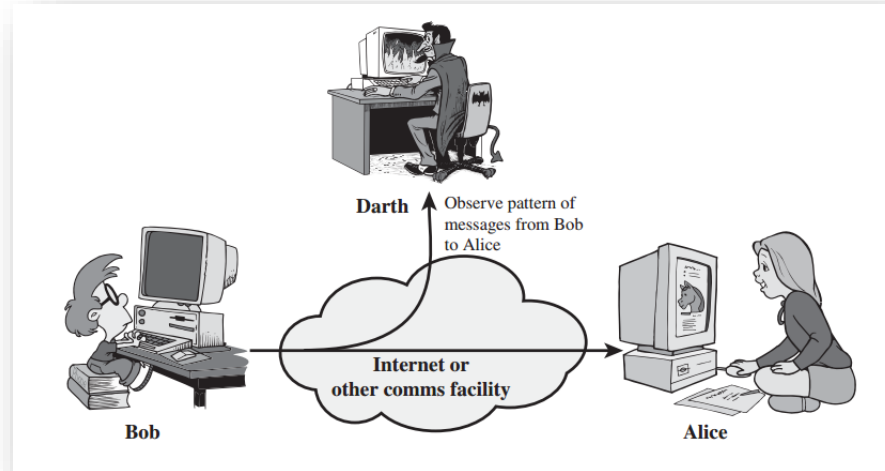 Darth
Observe pattern of
messages from Bob
to Alice
Internet or
other comms facility
Bob
Alice